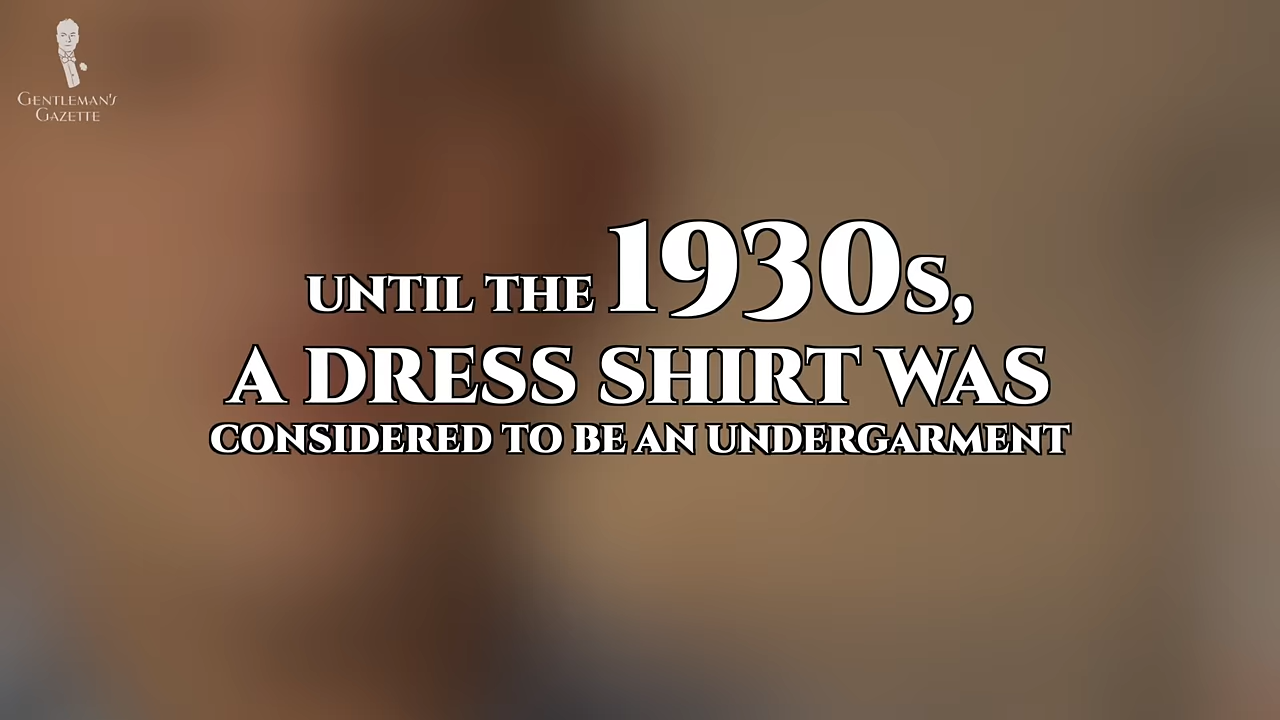 GENTLEMAN'S
GAZETTE
UNTIL THE 1930s,
A DRESS SHIRT WAS
CONSIDERED TO BE AN UNDERGARMENT